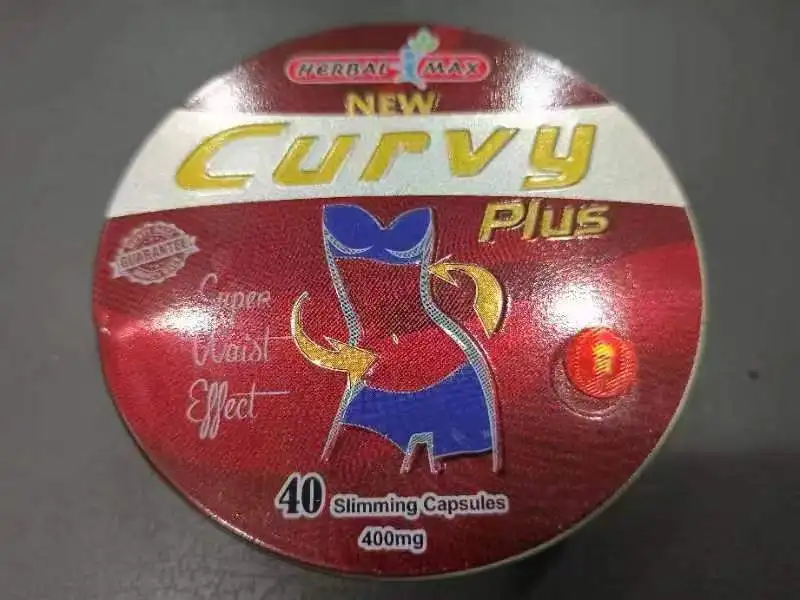 HERBAL MAX
NEW
Curvy
Plus
GUARANTEE
Super
Waist
Effect
40 Slimming Capsules
400mg